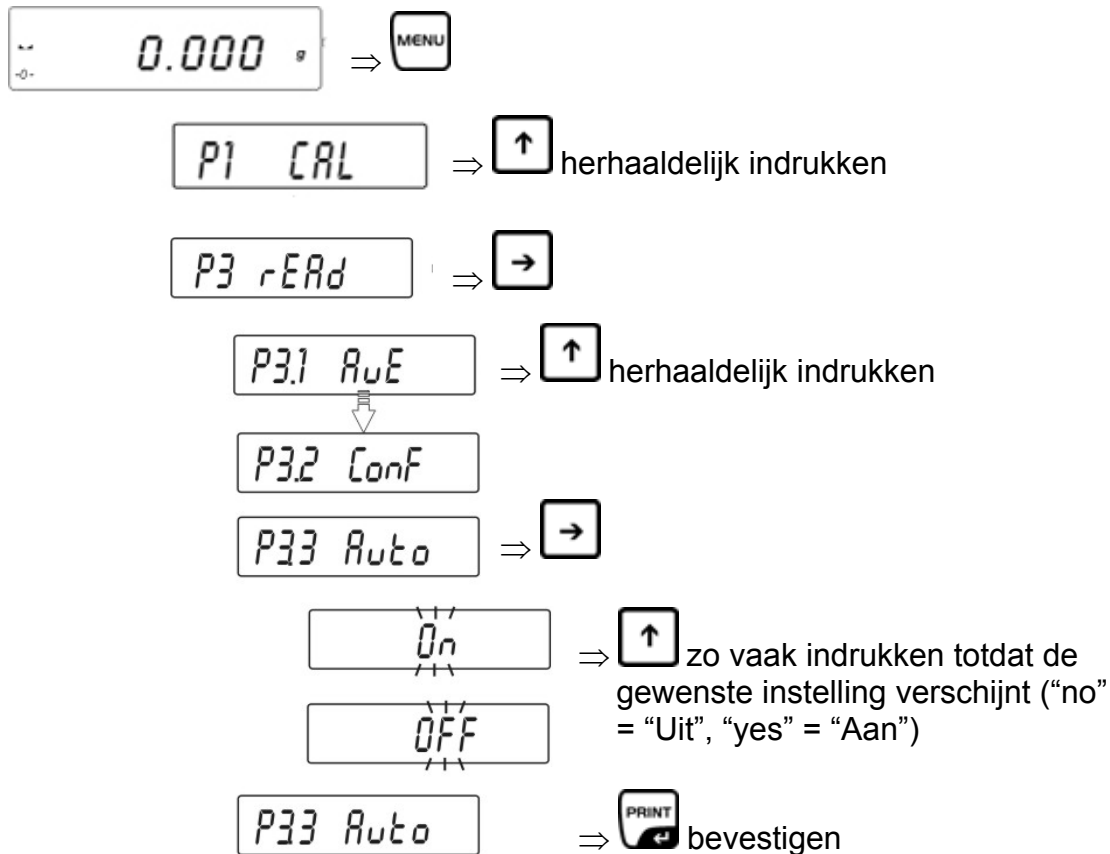 0.000 g ⇒ MENU
-0-
P1 CAL ⇒ ↑ herhaaldelijk indrukken
P3 rEAd ⇒ →
P3.1 AvE ⇒ ↑ herhaaldelijk indrukken
P3.2 ConF
P3.3 Auto ⇒ →
On ⇒ ↑ zo vaak indrukken totdat de
gewenste instelling verschijnt (“no”
OFF = “Uit”, “yes” = “Aan”)
P3.3 Auto ⇒ PRINT bevestigen